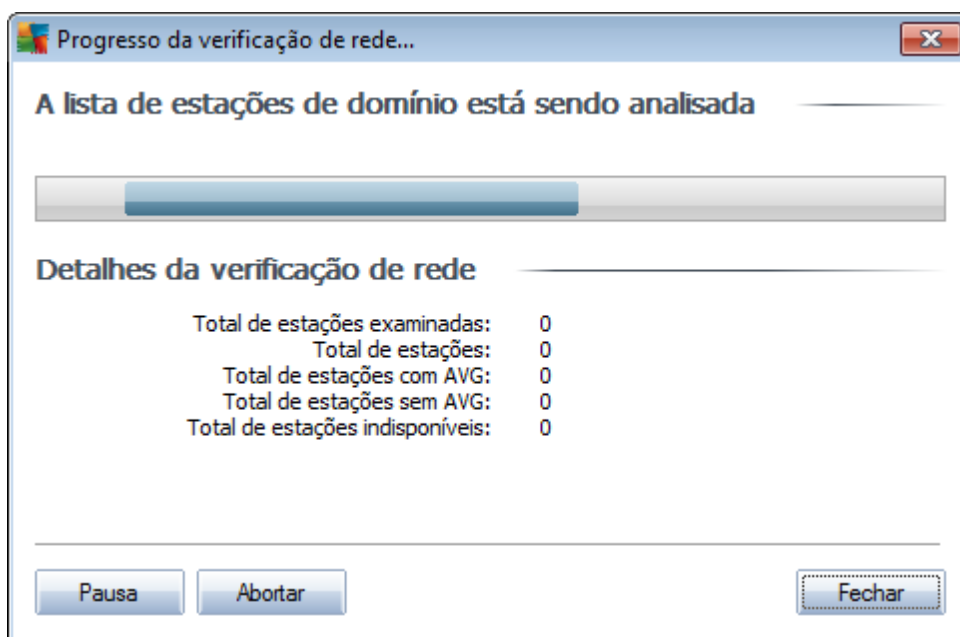 Progresso da verificação de rede...
A lista de estações de domínio está sendo analisada
Detalhes da verificação de rede
Total de estações examinadas: 0
Total de estações: 0
Total de estações com AVG: 0
Total de estações sem AVG: 0
Total de estações indisponíveis: 0
Pausa Abortar Fechar